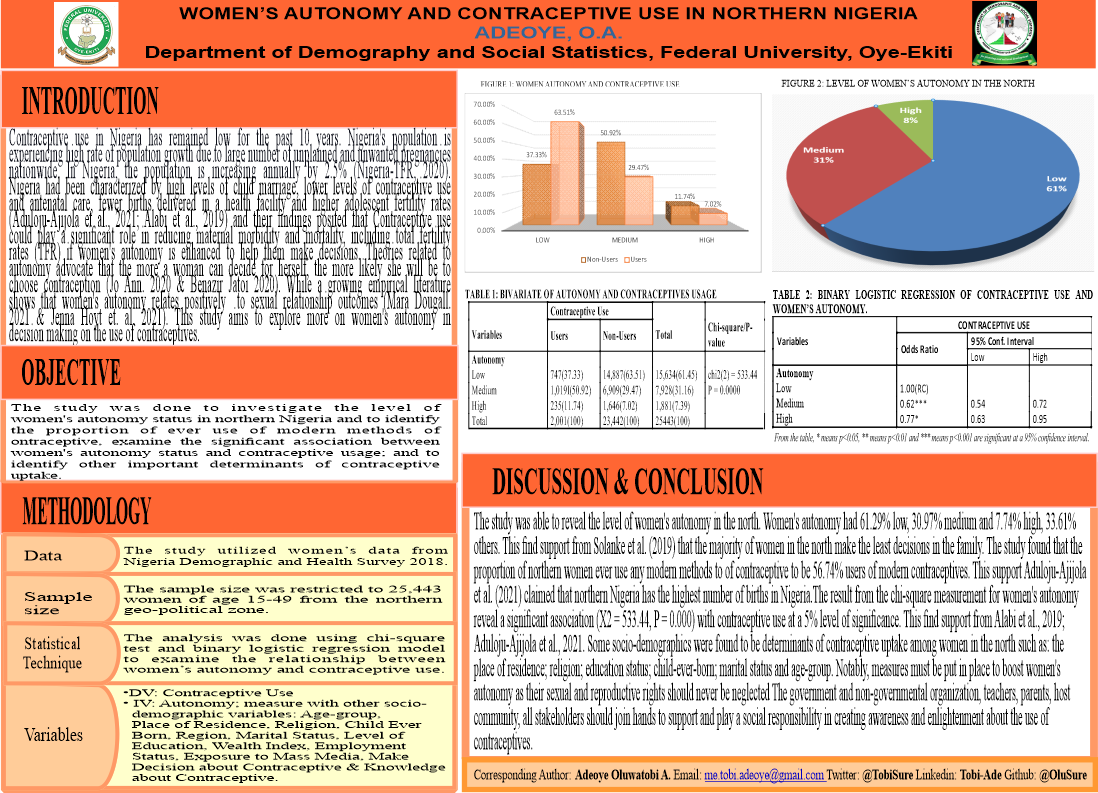 WOMEN'S AUTONOMY AND CONTRACEPTIVE USE IN NORTHERN NIGERIA
ADEOYE, O.A.
Department of Demography and Social Statistics, Federal University, Oye-Ekiti
INTRODUCTION
Contraceptive use in Nigeria has remained low for the past 10 years. Nigeria's population is
experiencing high rate of population growth due to large number of unplanned and unwanted pregnancies
nationwide. In Nigeria, the population is increasing annually by 2.5% (Nigeria-TFR, 2020).
Nigeria had been characterized by high levels of child marriage, lower levels of contraceptive use
and antenatal care, fewer births delivered in a health facility and higher adolescent fertility rates
(Aduloju-Ajijola et al., 2021; Alabi et al., 2019) and their findings posited that Contraceptive use
could play a significant role in reducing maternal morbidity and mortality, including total fertility
rates (TFR) if women's autonomy is enhanced to help them make decisions. Theories related to
autonomy advocate that the more a woman can decide for herself, the more likely she will be to
choose contraception (Jo Ann. 2020 & Benazir Jatoi 2020). While a growing empirical literature
shows that women's autonomy relates positively to sexual relationship outcomes (Mara Dougall.
2021 & Jenna Hoyt et. al, 2021). This study aims to explore more on women's autonomy in
decision making on the use of contraceptives.
OBJECTIVE
The study was done to investigate the level of
women's autonomy status in northern Nigeria and to identify
the proportion of ever use of modern methods of
ontraceptive, examine the significant association between
women's autonomy status and contraceptive usage; and to
identify other important determinants of contraceptive
uptake.
METHODOLOGY
Data
The study utilized women's data from
Nigeria Demographic and Health Survey 2018.
Sample
size
The sample size was restricted to 25,443
women of age 15-49 from the northern
geo-political zone.
Statistical
Technique
The analysis was done using chi-square
test and binary logistic regression model
to examine the relationship between
women's autonomy and contraceptive use.
Variables
•DV: Contraceptive Use
• IV: Autonomy; measure with other socio-
demographic variables: Age-group,
Place of Residence, Religion, Child Ever
Born, Region, Marital Status, Level of
Education, Wealth Index, Employment
Status, Exposure to Mass Media, Make
Decision about Contraceptive & Knowledge
about Contraceptive.
FIGURE 1: WOMEN AUTONOMY AND CONTRACEPTIVE USE
70.00%
60.00%
50.00%
40.00%
30.00%
20.00%
10.00%
0.00%
37.33%
63.51%
50.92%
29.47%
11.74%
7.02%
LOW MEDIUM HIGH
Non-Users Users
FIGURE 2: LEVEL OF WOMEN`S AUTONOMY IN THE NORTH
High
8%
Medium
31%
Low
61%
TABLE 1: BIVARIATE OF AUTONOMY AND CONTRACEPTIVES USAGE
Contraceptive Use
Variables Users Non-Users Total Chi-square/P-
value
Autonomy
Low 747(37.33) 14,887(63.51) 15,634(61.45) chi2(2) = 533.44
Medium 1,019l(50.92) 6,909(29.47) 7,928(31.16) P = 0.0000
High 235(11.74) 1,646(7.02) 1,881(7.39)
Total 2,001(100) 23,442(100) 25443(100)
TABLE 2: BINARY LOGISTIC REGRESSION OF CONTRACEPTIVE USE AND
WOMEN'S AUTONOMY.
CONTRACEPTIVE USE
Variables Odds Ratio 95% Conf. Interval
Low High
Autonomy
Low 1.00(RC)
Medium 0.62*** 0.54 0.72
High 0.77* 0.63 0.95
From the table, * means p<0.05, ** means p<0.01 and *** means p<0.001 are significant at a 95% confidence interval.
DISCUSSION & CONCLUSION
The study was able to reveal the level of women's autonomy in the north. Women's autonomy had 61.29% low, 30.97% medium and 7.74% high, 33.61%
others. This find support from Solanke et al. (2019) that the majority of women in the north make the least decisions in the family. The study found that the
proportion of northern women ever use any modern methods to of contraceptive to be 56.74% users of modern contraceptives. This support Aduloju-Ajijola
et al. (2021) claimed that northern Nigeria has the highest number of births in Nigeria.The result from the chi-square measurement for women's autonomy
reveal a significant association (X2 = 533.44, P = 0.000) with contraceptive use at a 5% level of significance. This find support from Alabi et al., 2019;
Aduloju-Ajijola et al., 2021. Some socio-demographics were found to be determinants of contraceptive uptake among women in the north such as: the
place of residence; religion; education status; child-ever-born; marital status and age-group. Notably, measures must be put in place to boost women's
autonomy as their sexual and reproductive rights should never be neglected The government and non-governmental organization, teachers, parents, host
community, all stakeholders should join hands to support and play a social responsibility in creating awareness and enlightenment about the use of
contraceptives.
Corresponding Author: Adeoye Oluwatobi A. Email: me.tobi.adeoye@gmail.com Twitter: @TobiSure Linkedin: Tobi-Ade Github: @OluSure